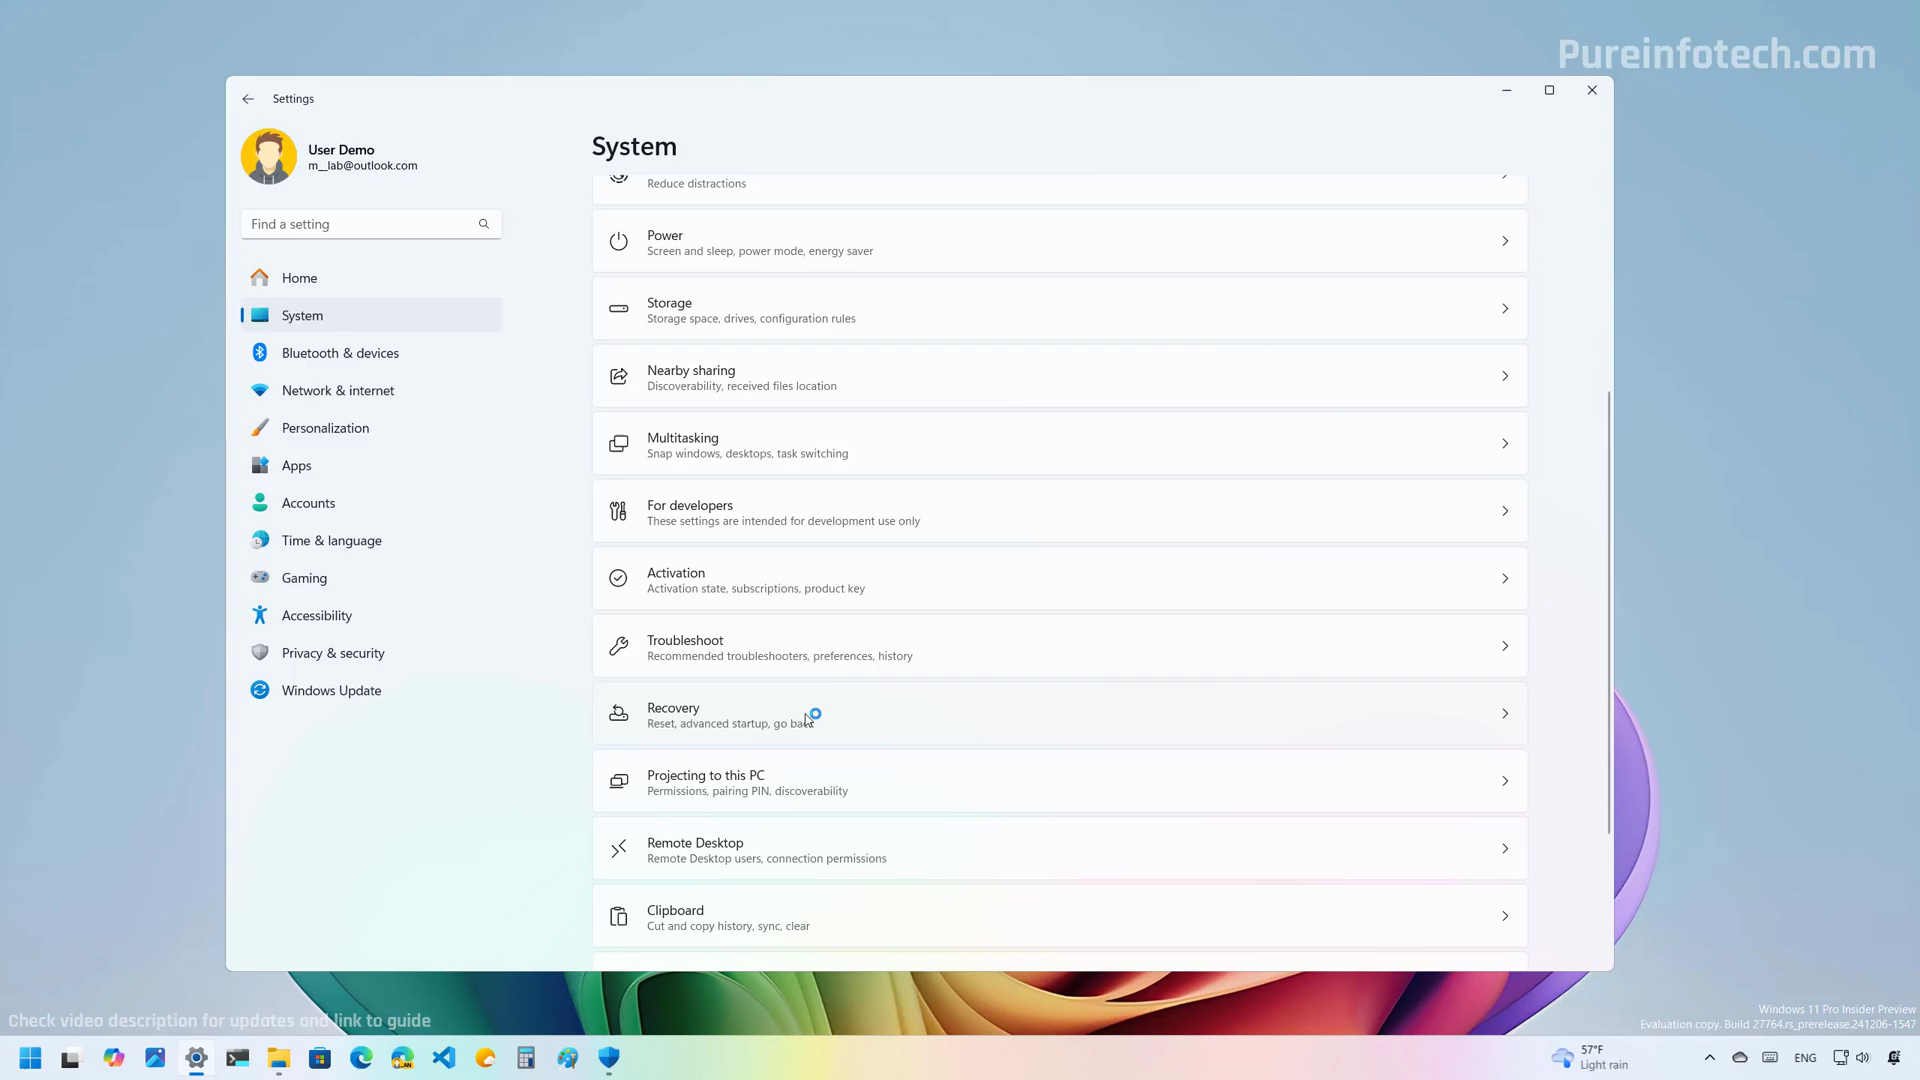 Pureinfotech.com
Settings
User Demo
m__lab@outlook.com
Find a setting
Home
System
Bluetooth & devices
Network & internet
Personalization
Apps
Accounts
Time & language
Gaming
Accessibility
Privacy & security
Windows Update
System
Reduce distractions
Power
Screen and sleep, power mode, energy saver
Storage
Storage space, drives, configuration rules
Nearby sharing
Discoverability, received files location
Multitasking
Snap windows, desktops, task switching
For developers
These settings are intended for development use only
Activation
Activation state, subscriptions, product key
Troubleshoot
Recommended troubleshooters, preferences, history
Recovery
Reset, advanced startup, go back
Projecting to this PC
Permissions, pairing PIN, discoverability
Remote Desktop
Remote Desktop users, connection permissions
Clipboard
Cut and copy history, sync, clear
Check video description for updates and link to guide
Windows 11 Pro Insider Preview
Evaluation copy. Build 27764.rs_prerelease.241206-1547
57°F
Light rain
ENG